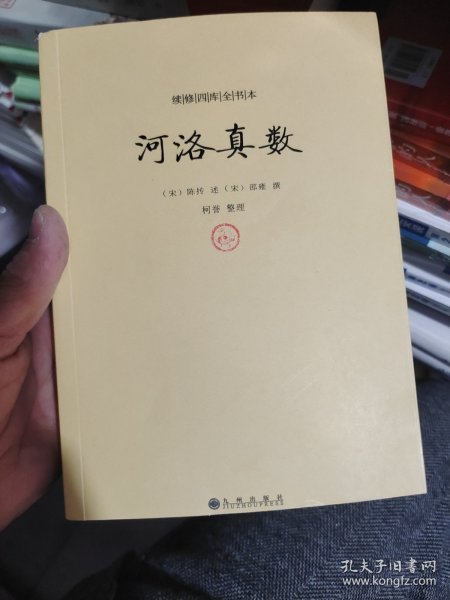 续|修|四|库|全|书|本
河洛真数
（宋）陈抟 述（宋）邵雍 撰
柯誉 整理
九州出版社
JIUZHOUPRESS
孔夫子旧书网
www.kongfz.com